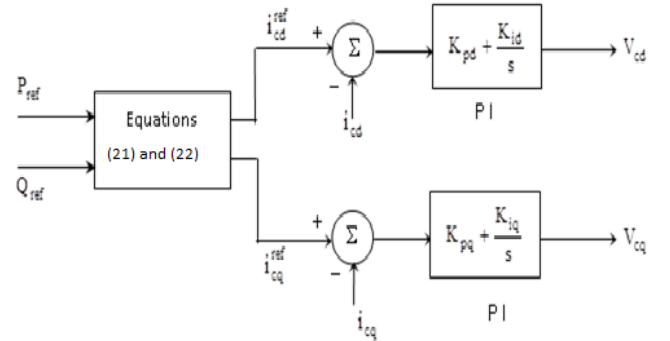 i_cd^ref
+
Σ
−
i_cd
K_pd + K_id/s
V_cd
PI
P_ref
Equations
(21) and (22)
Q_ref
+
Σ
i_cq^ref
−
i_cq
K_pq + K_iq/s
V_cq
PI